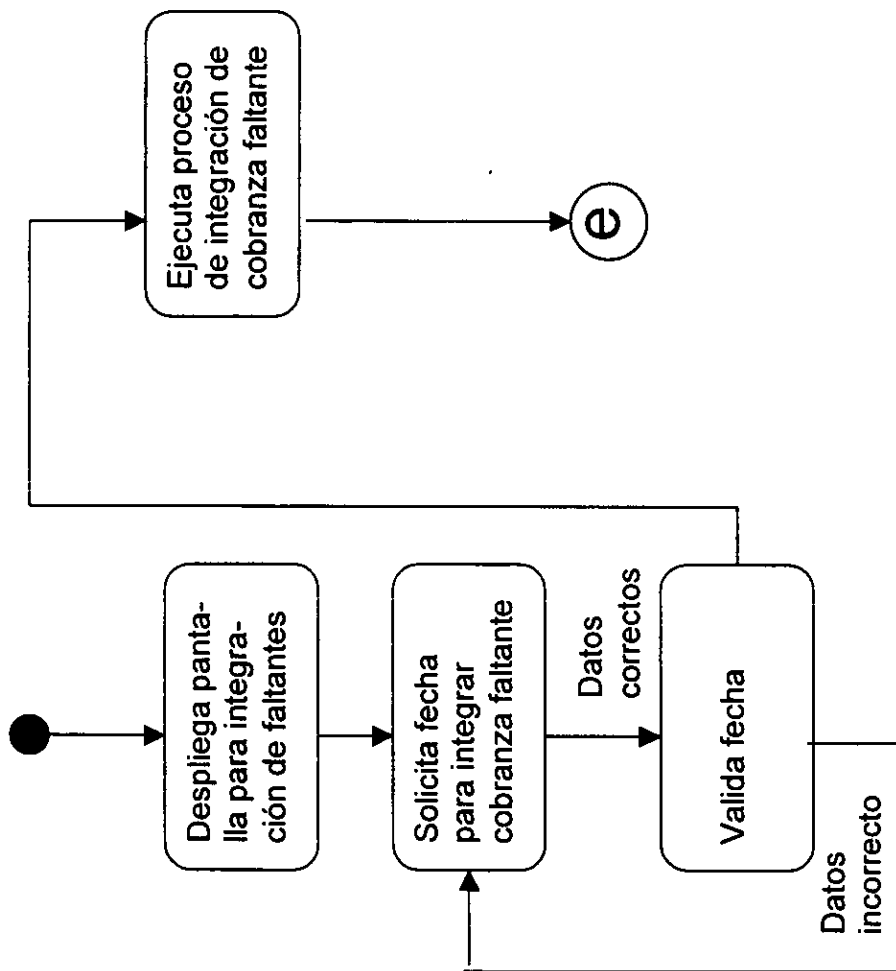 Despliega panta-
lla para integra-
ción de faltantes
Solicita fecha
para integrar
cobranza faltante
Datos
correctos
Valida fecha
Datos
incorrecto
Ejecuta proceso
de integración de
cobranza faltante
e